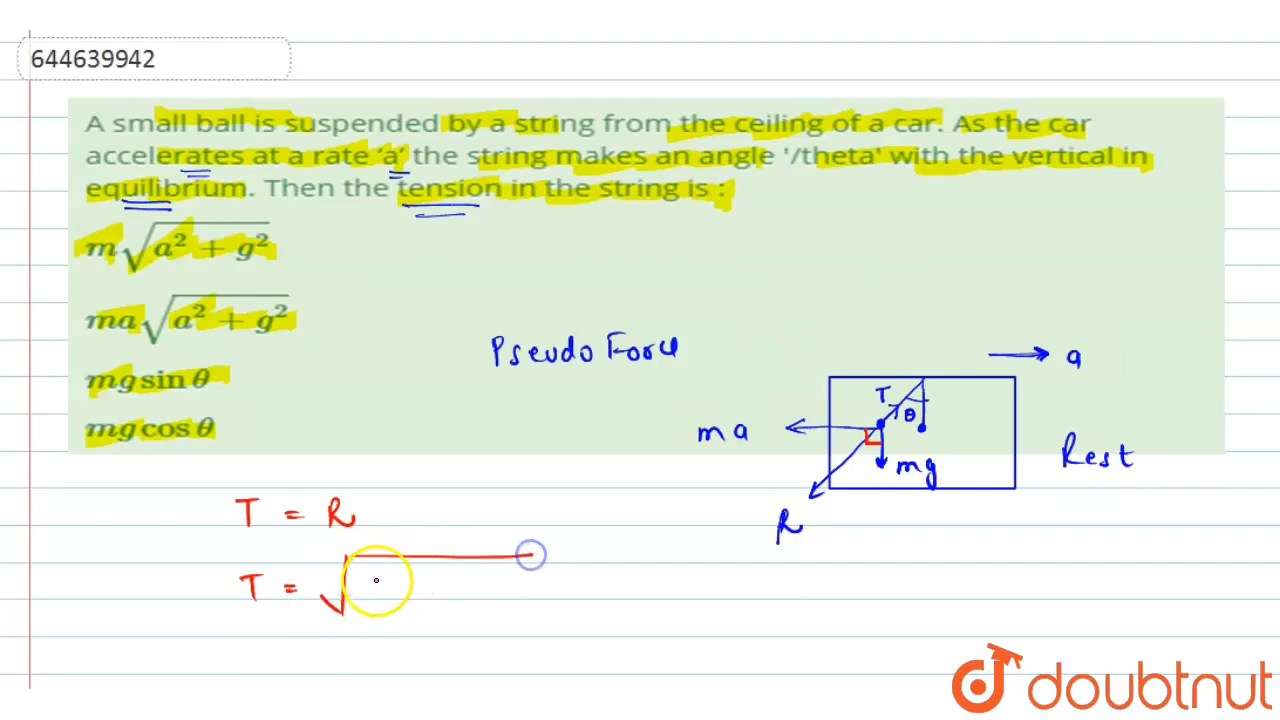 644639942
A small ball is suspended by a string from the ceiling of a car. As the car
accelerates at a rate ‘a’ the string makes an angle '/theta' with the vertical in
equilibrium. Then the tension in the string is :
m√(a² + g²)
ma√(a² + g²)
mg sin θ
mg cos θ
Pseudo Force
a
T
θ
ma
mg
Rest
R
T = R
T = √
doubtnut